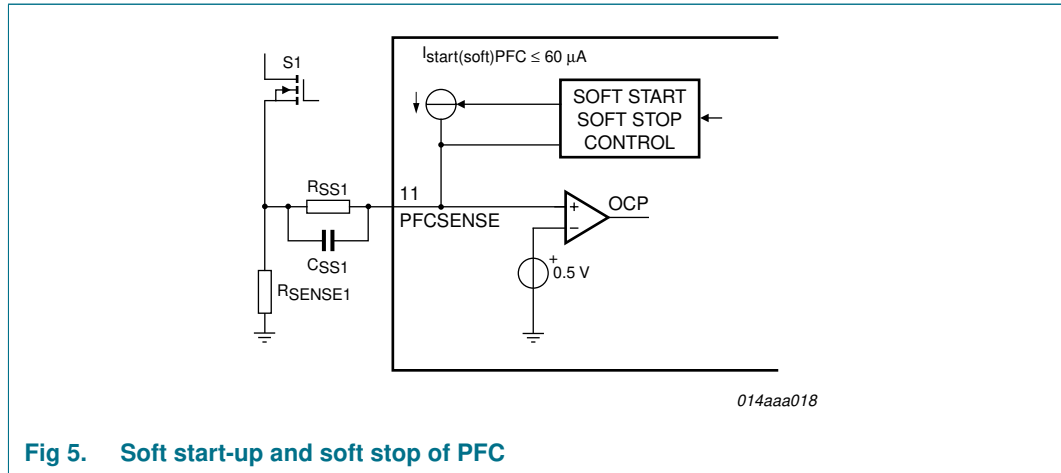 Istart(soft)PFC ≤ 60 μA
S1
SOFT START
SOFT STOP
CONTROL
RSS1
11
PFCSENSE
OCP
+
−
CSS1
+
0.5 V
RSENSE1
014aaa018
Fig 5. Soft start-up and soft stop of PFC